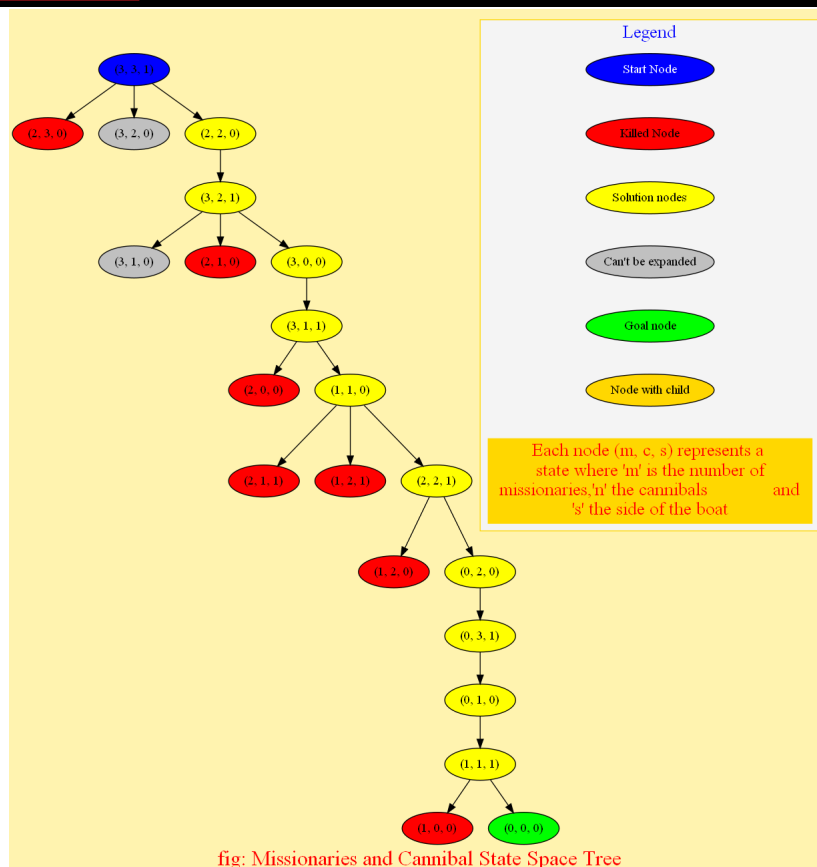 Legend
(3, 3, 1)
Start Node
(2, 3, 0) (3, 2, 0) (2, 2, 0)
Killed Node
(3, 2, 1)
Solution nodes
(3, 1, 0) (2, 1, 0) (3, 0, 0)
Can't be expanded
(3, 1, 1)
Goal node
(2, 0, 0) (1, 1, 0)
Node with child
Each node (m, c, s) represents a
state where 'm' is the number of
missionaries,'n' the cannibals and
's' the side of the boat
(2, 1, 1) (1, 2, 1) (2, 2, 1)
(1, 2, 0) (0, 2, 0)
(0, 3, 1)
(0, 1, 0)
(1, 1, 1)
(1, 0, 0) (0, 0, 0)
fig: Missionaries and Cannibal State Space Tree